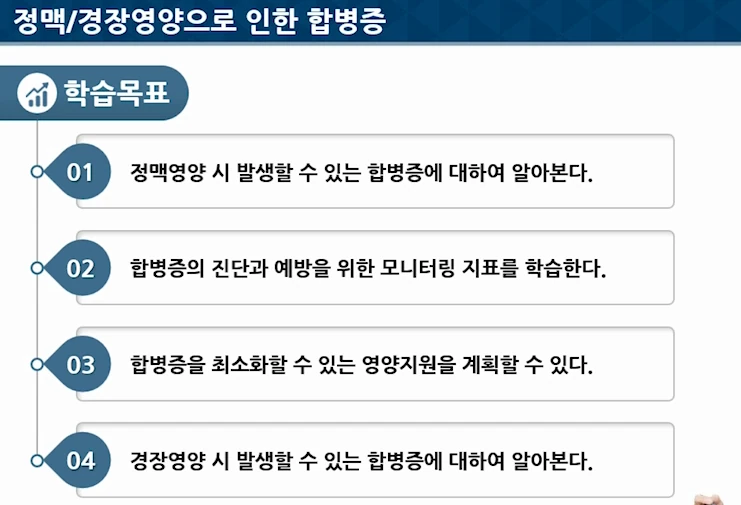 정맥/경장영양으로 인한 합병증
학습목표
01 정맥영양 시 발생할 수 있는 합병증에 대하여 알아본다.
02 합병증의 진단과 예방을 위한 모니터링 지표를 학습한다.
03 합병증을 최소화할 수 있는 영양지원을 계획할 수 있다.
04 경장영양 시 발생할 수 있는 합병증에 대하여 알아본다.